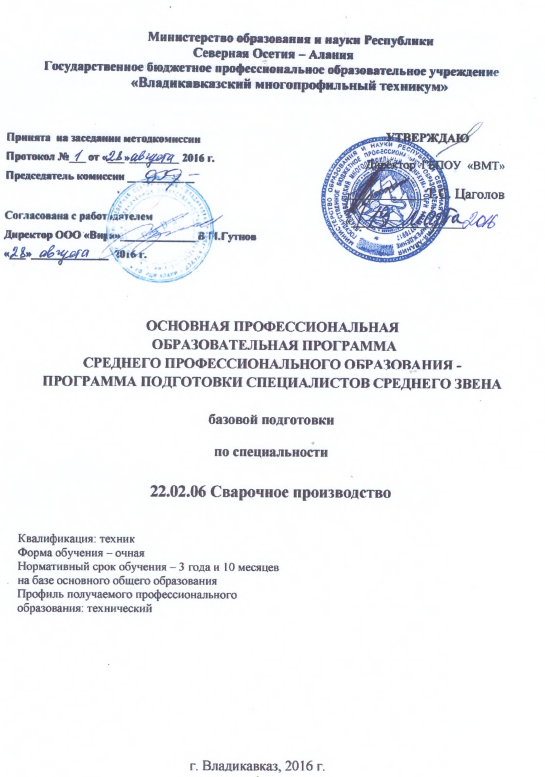 Министерство образования и науки Республики
Северная Осетия – Алания
Государственное бюджетное профессиональное образовательное учреждение
«Владикавказский многопрофильный техникум»
Принята на заседании методкомиссии
Протокол № 1 от «28» августа 2016 г.
Председатель комиссии
Согласована с работодателем
Директор ООО «Вира» В.М.Гутнов
«28» августа 2016 г.
УТВЕРЖДАЮ
Директор ГБПОУ «ВМТ»
Цаголов
2016
ОСНОВНАЯ ПРОФЕССИОНАЛЬНАЯ
ОБРАЗОВАТЕЛЬНАЯ ПРОГРАММА
СРЕДНЕГО ПРОФЕССИОНАЛЬНОГО ОБРАЗОВАНИЯ -
ПРОГРАММА ПОДГОТОВКИ СПЕЦИАЛИСТОВ СРЕДНЕГО ЗВЕНА
базовой подготовки
по специальности
22.02.06 Сварочное производство
Квалификация: техник
Форма обучения – очная
Нормативный срок обучения – 3 года и 10 месяцев
на базе основного общего образования
Профиль получаемого профессионального
образования: технический
г. Владикавказ, 2016 г.